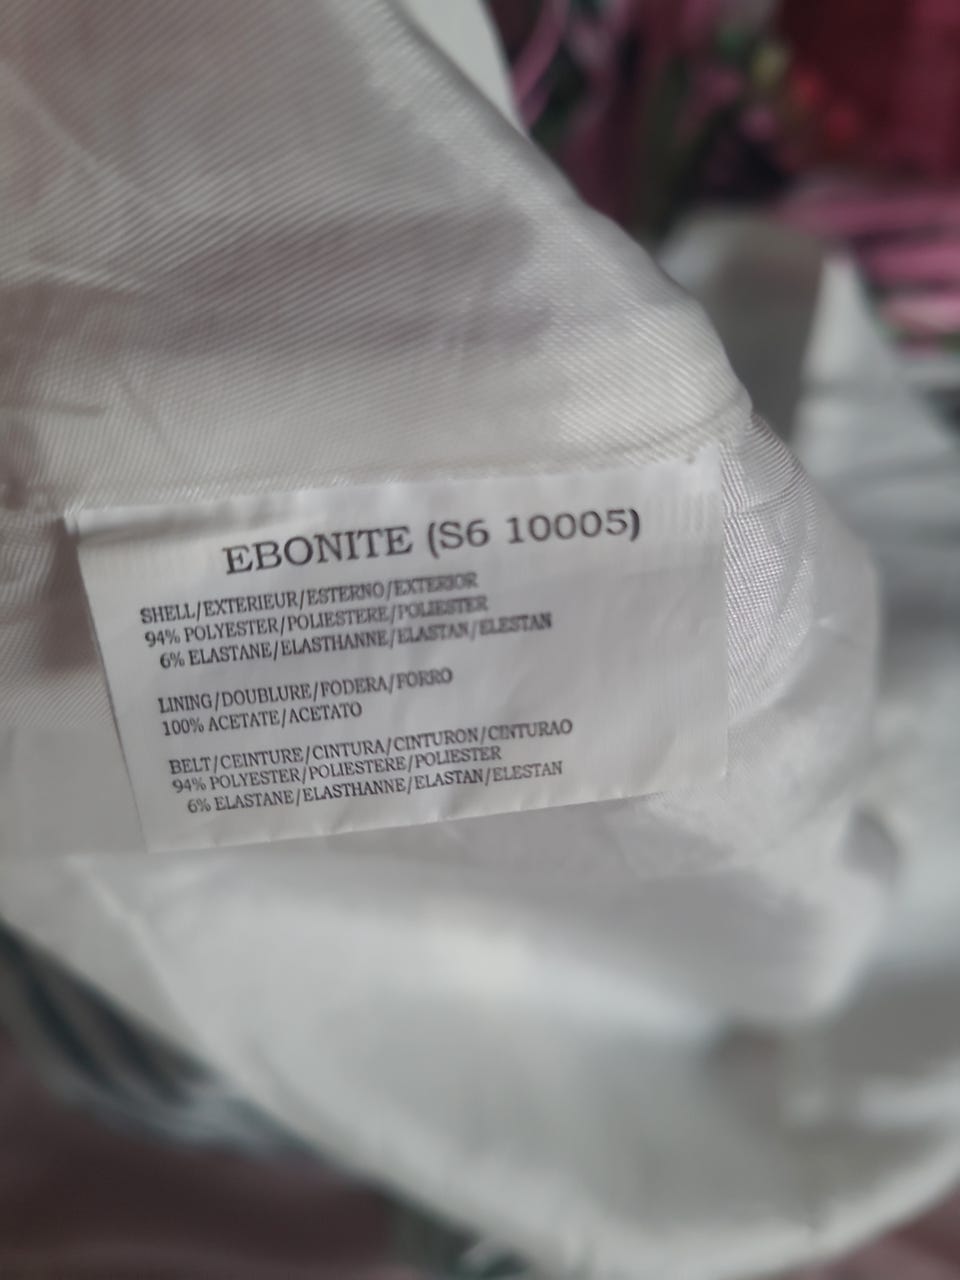 EBONITE (S6 10005)
SHELL/EXTERIEUR/ESTERNO/EXTERIOR
94% POLYESTER/POLIESTERE/POLIESTER
6% ELASTANE/ELASTHANNE/ELASTAN/ELESTAN
LINING/DOUBLURE/FODERA/FORRO
100% ACETATE/ACETATO
BELT/CEINTURE/CINTURA/CINTURON/CINTURAO
94% POLYESTER/POLIESTERE/POLIESTER
6% ELASTANE/ELASTHANNE/ELASTAN/ELESTAN